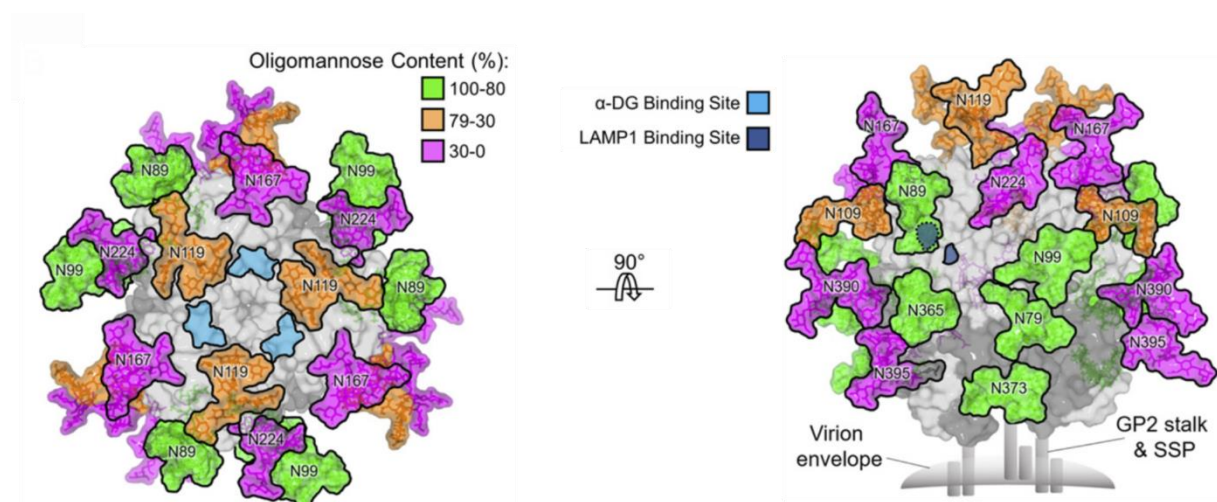 Oligomannose Content (%):
100-80
79-30
30-0
N89
N167
N99
N224
N119
N224
N99
N119
N89
N167
N119
N167
N224
N89
N99
α-DG Binding Site
LAMP1 Binding Site
90°
N119
N167
N167
N89
N224
N109
N109
N99
N390
N390
N365
N79
N395
N395
N373
Virion
envelope
GP2 stalk
& SSP